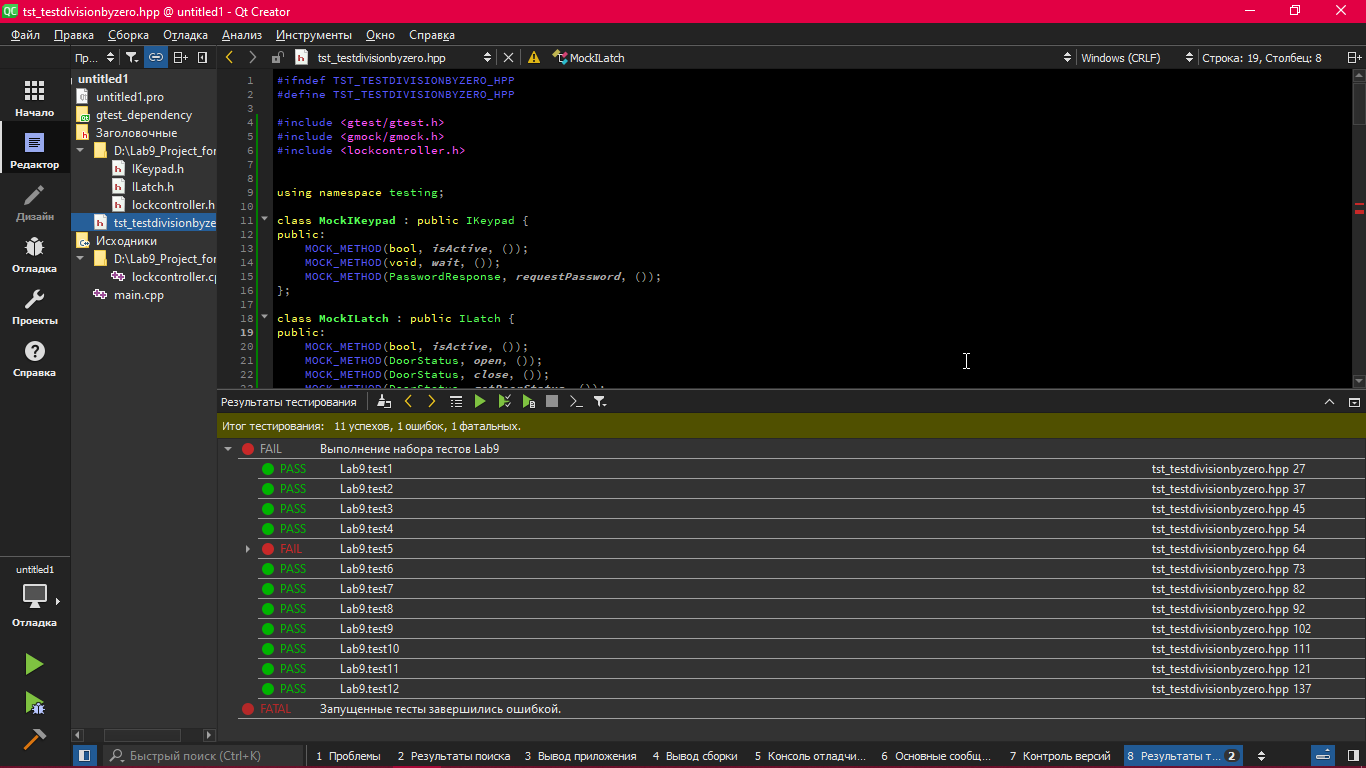 QC tst_testdivisionbyzero.hpp @ untitled1 - Qt Creator
Файл Правка Сборка Отладка Анализ Инструменты Окно Справка
Пр... tst_testdivisionbyzero.hpp MockILatch Windows (CRLF) Строка: 19, Столбец: 8
Начало
Редактор
Дизайн
Отладка
Проекты
Справка
untitled1
Отладка
untitled1
untitled1.pro
gtest_dependency
Заголовочные
D:\Lab9_Project_for
IKeypad.h
ILatch.h
lockcontroller.h
tst_testdivisionbyze
Исходники
D:\Lab9_Project_for
lockcontroller.cp
main.cpp
1 #ifndef TST_TESTDIVISIONBYZERO_HPP
2 #define TST_TESTDIVISIONBYZERO_HPP
3
4 #include <gtest/gtest.h>
5 #include <gmock/gmock.h>
6 #include <lockcontroller.h>
7
8
9 using namespace testing;
10
11 class MockIKeypad : public IKeypad {
12 public:
13 MOCK_METHOD(bool, isActive, ());
14 MOCK_METHOD(void, wait, ());
15 MOCK_METHOD(PasswordResponse, requestPassword, ());
16 };
17
18 class MockILatch : public ILatch {
19 public:
20 MOCK_METHOD(bool, isActive, ());
21 MOCK_METHOD(DoorStatus, open, ());
22 MOCK_METHOD(DoorStatus, close, ());
23 MOCK_METHOD(DoorStatus, getDoorStatus, ());
Результаты тестирования
Итог тестирования: 11 успехов, 1 ошибок, 1 фатальных.
FAIL Выполнение набора тестов Lab9
PASS Lab9.test1 tst_testdivisionbyzero.hpp 27
PASS Lab9.test2 tst_testdivisionbyzero.hpp 37
PASS Lab9.test3 tst_testdivisionbyzero.hpp 45
PASS Lab9.test4 tst_testdivisionbyzero.hpp 54
FAIL Lab9.test5 tst_testdivisionbyzero.hpp 64
PASS Lab9.test6 tst_testdivisionbyzero.hpp 73
PASS Lab9.test7 tst_testdivisionbyzero.hpp 82
PASS Lab9.test8 tst_testdivisionbyzero.hpp 92
PASS Lab9.test9 tst_testdivisionbyzero.hpp 102
PASS Lab9.test10 tst_testdivisionbyzero.hpp 111
PASS Lab9.test11 tst_testdivisionbyzero.hpp 121
PASS Lab9.test12 tst_testdivisionbyzero.hpp 137
FATAL Запущенные тесты завершились ошибкой.
Быстрый поиск (Ctrl+K) 1 Проблемы 2 Результаты поиска 3 Вывод приложения 4 Вывод сборки 5 Консоль отладчи... 6 Основные сообщ... 7 Контроль версий 8 Результаты т... 2